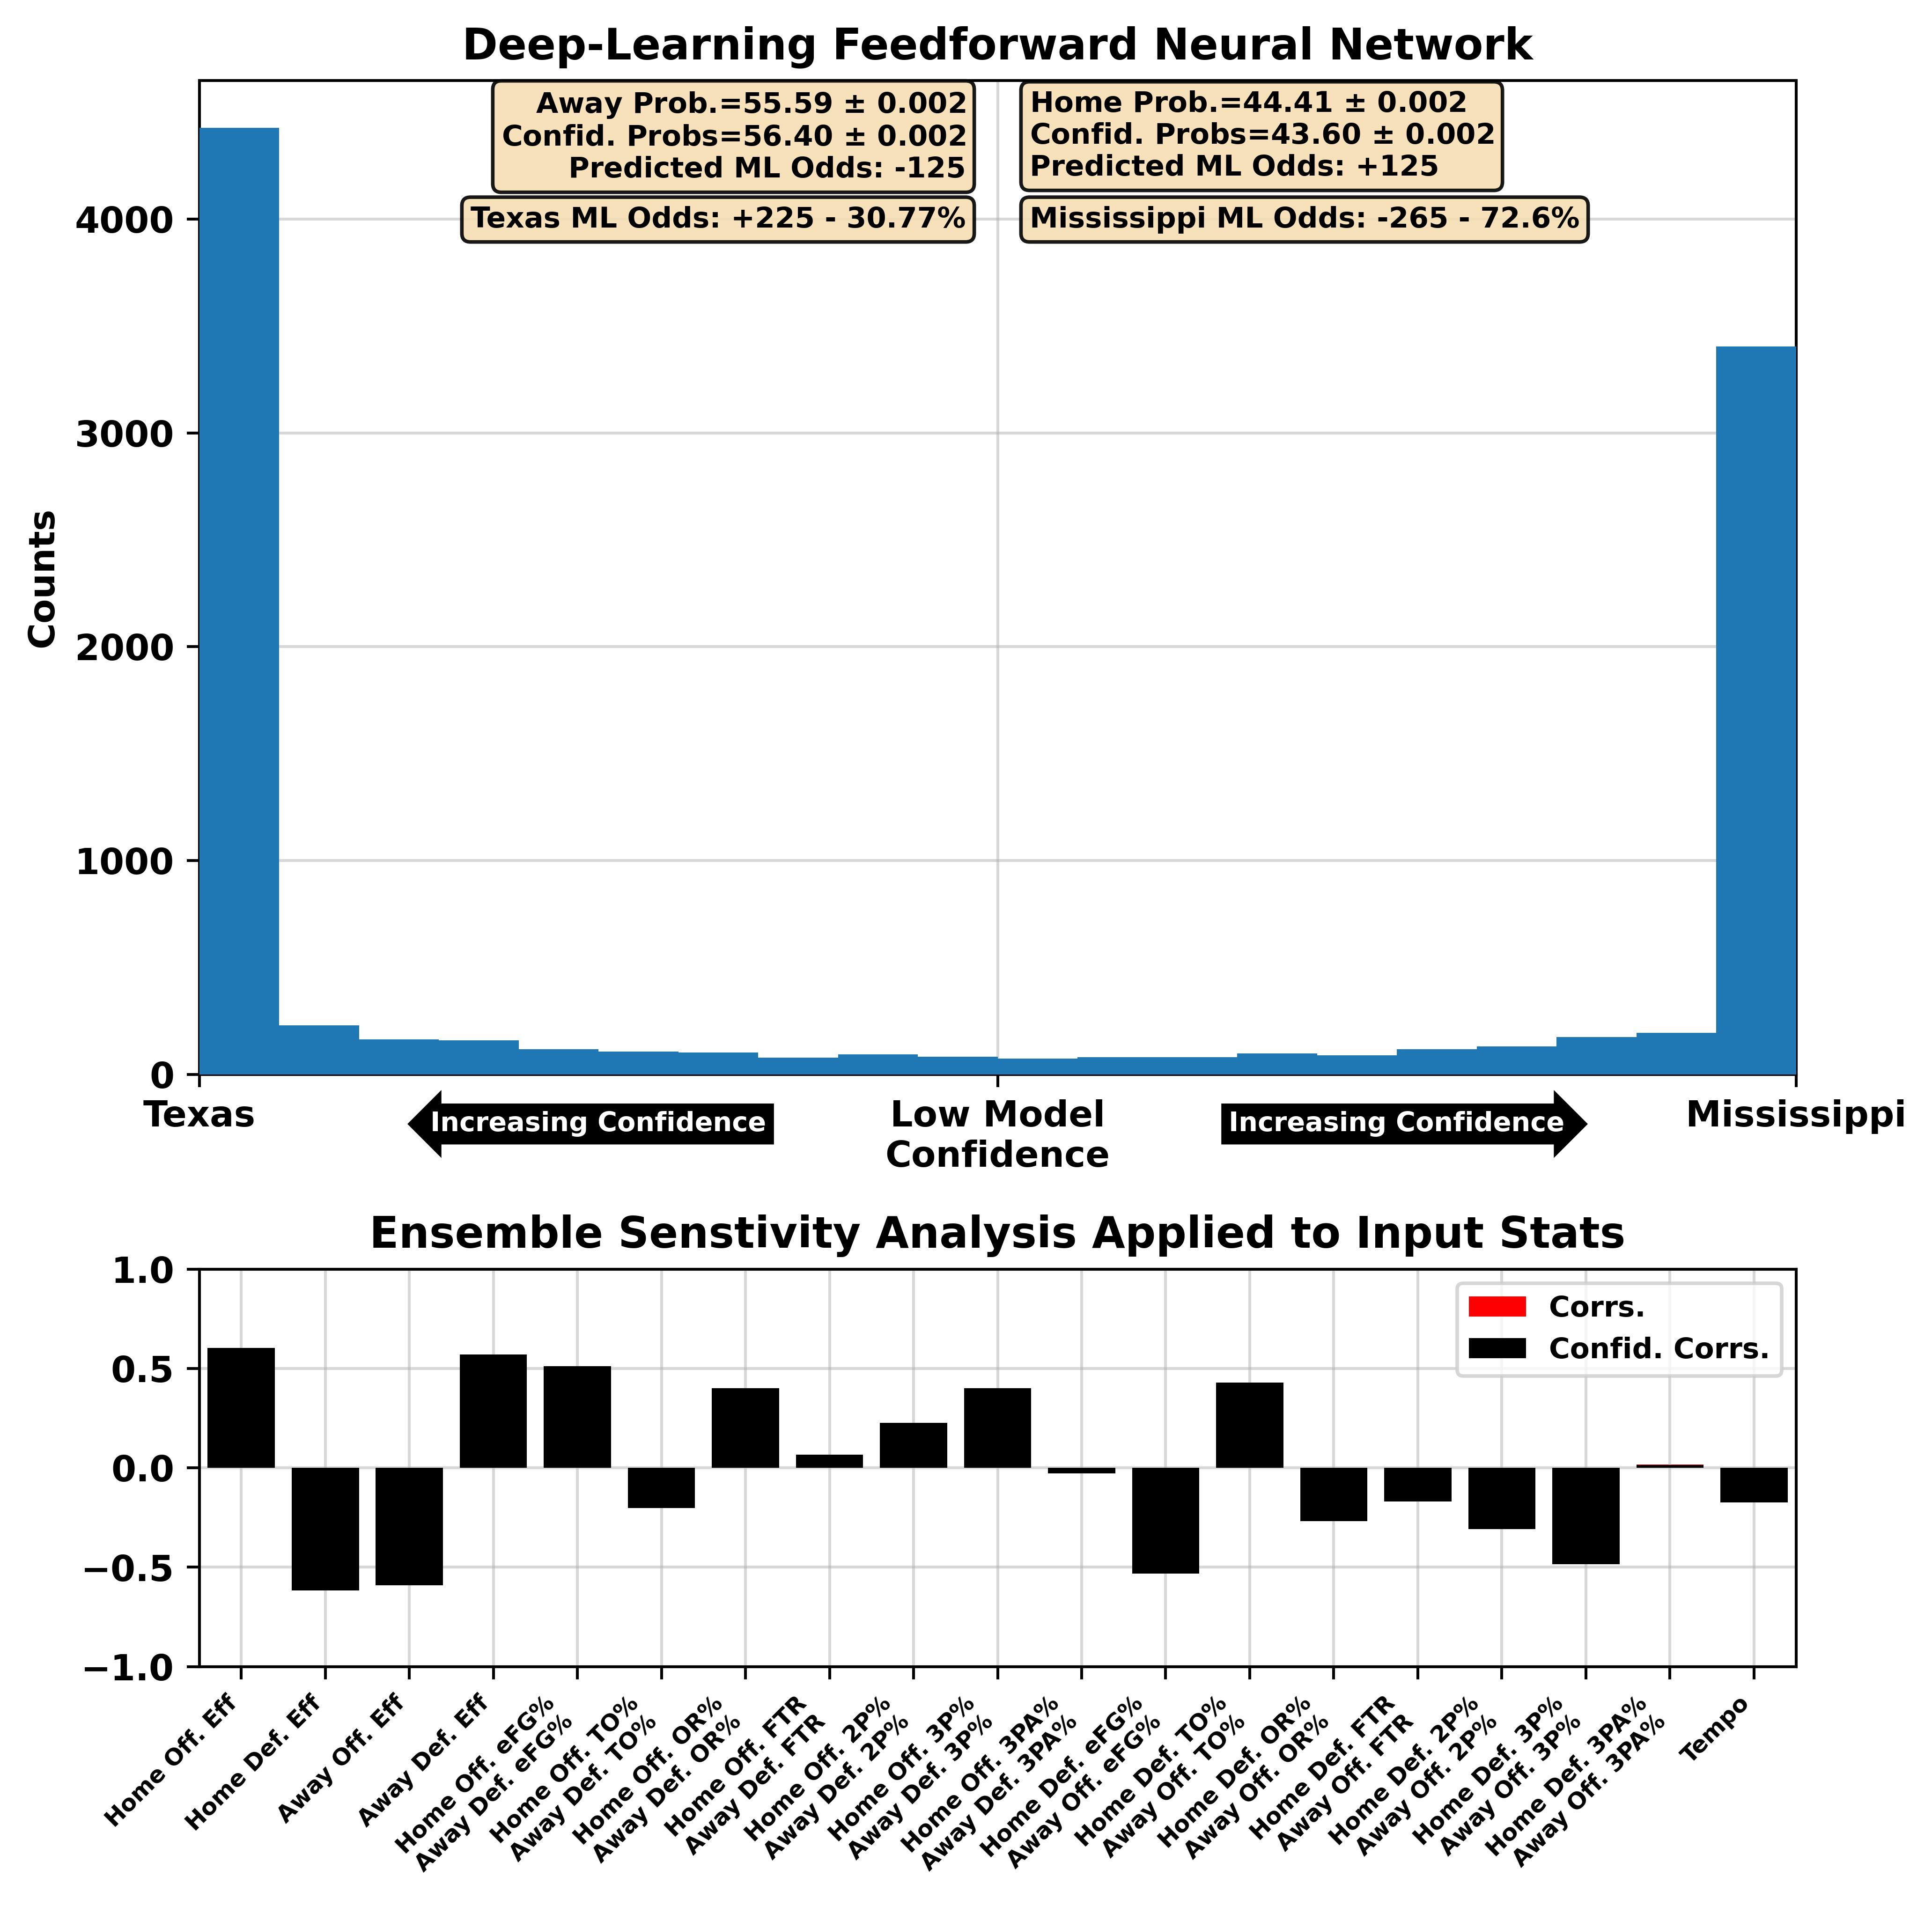 Deep-Learning Feedforward Neural Network
Away Prob.=55.59 ± 0.002
Confid. Probs=56.40 ± 0.002
Predicted ML Odds: -125
Home Prob.=44.41 ± 0.002
Confid. Probs=43.60 ± 0.002
Predicted ML Odds: +125
Texas ML Odds: +225 - 30.77%
Mississippi ML Odds: -265 - 72.6%
Counts
4000
3000
2000
1000
0
Texas
Increasing Confidence
Low Model
Confidence
Increasing Confidence
Mississippi
Ensemble Senstivity Analysis Applied to Input Stats
1.0
0.5
0.0
−0.5
−1.0
Corrs.
Confid. Corrs.
Home Off. Eff
Home Def. Eff
Away Off. Eff
Away Def. Eff
Home Off. eFG%
Away Def. eFG%
Home Off. TO%
Away Def. TO%
Home Off. OR%
Away Def. OR%
Home Off. FTR
Away Def. FTR
Home Off. 2P%
Away Def. 2P%
Home Off. 3P%
Away Def. 3P%
Home Off. 3PA%
Away Def. 3PA%
Home Def. eFG%
Away Off. eFG%
Home Def. TO%
Away Off. TO%
Home Def. OR%
Away Off. OR%
Home Def. FTR
Away Off. FTR
Home Def. 2P%
Away Off. 2P%
Home Def. 3P%
Away Off. 3P%
Home Def. 3PA%
Away Off. 3PA%
Tempo